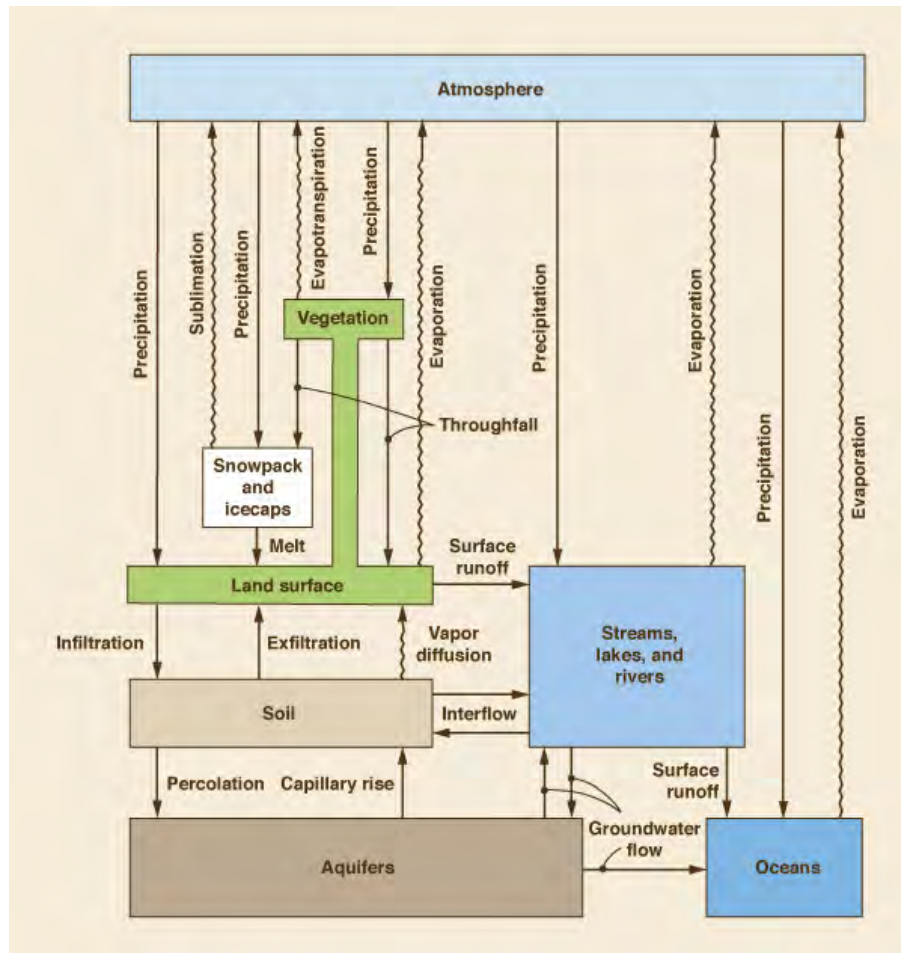 Atmosphere
Precipitation
Sublimation
Precipitation
Evapotranspiration
Precipitation
Evaporation
Precipitation
Evaporation
Precipitation
Evaporation
Vegetation
Throughfall
Snowpack
and
icecaps
Melt
Land surface
Surface
runoff
Infiltration
Exfiltration
Vapor
diffusion
Streams,
lakes, and
rivers
Soil
Interflow
Percolation
Capillary rise
Surface
runoff
Groundwater
flow
Aquifers
Oceans